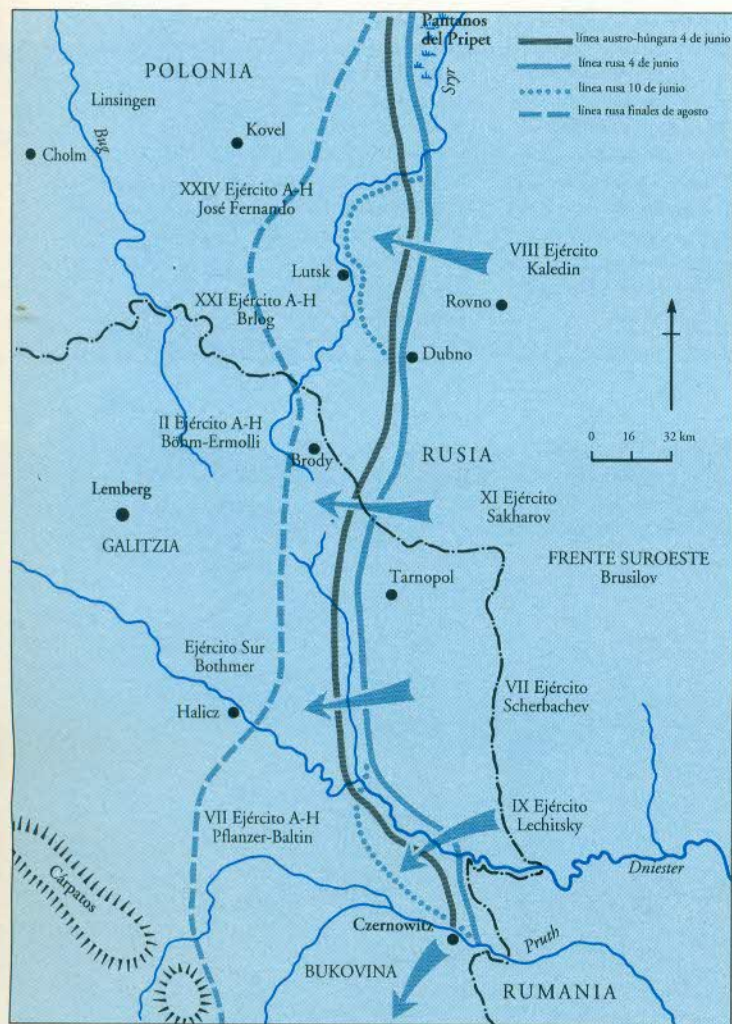 Pantanos
del Pripet
línea austro-húngara 4 de junio
línea rusa 4 de junio
línea rusa 10 de junio
línea rusa finales de agosto
POLONIA
Linsingen
Bug
Stryr
Kovel
Cholm
XXIV Ejército A-H
José Fernando
VIII Ejército
Kaledin
Lutsk
XXI Ejército A-H
Brlog
Rovno
Dubno
II Ejército A-H
Böhm-Ermolli
Brody
RUSIA
0 16 32 km
Lemberg
GALITZIA
XI Ejército
Sakharov
FRENTE SUROESTE
Brusilov
Tarnopol
Ejército Sur
Bothmer
Halicz
VII Ejército
Scherbachev
VII Ejército A-H
Pflanzer-Baltin
IX Ejército
Lechitsky
Cárpatos
Dniester
Czernowitz
Pruth
BUKOVINA
RUMANIA